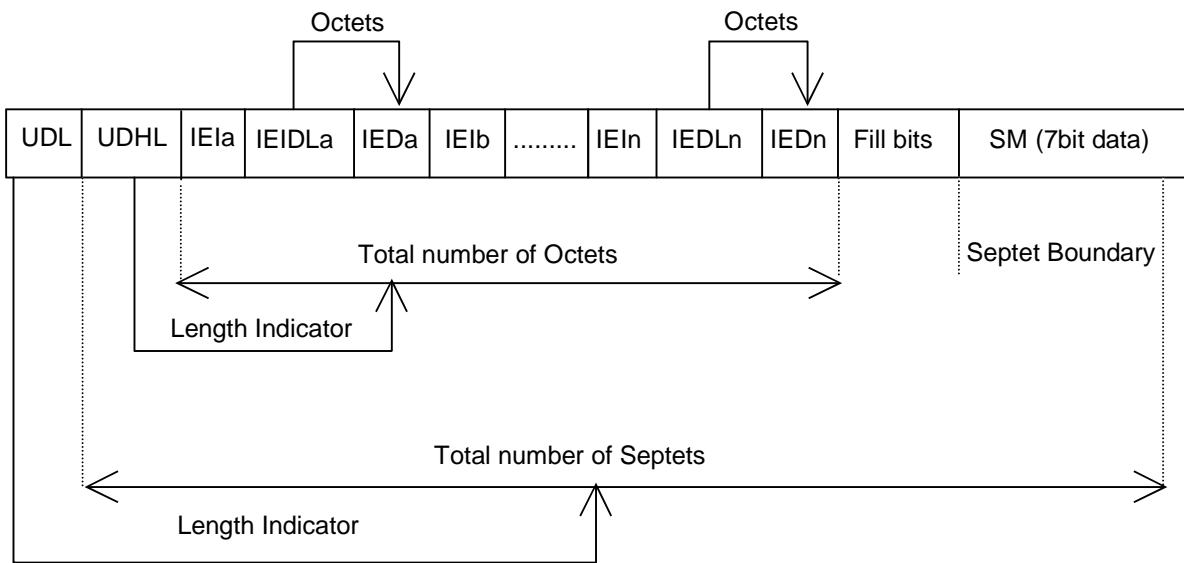 Octets Octets
UDL UDHL IEIa IEIDLa IEDa IEIb ......... IEIn IEDLn IEDn Fill bits SM (7bit data)
Total number of Octets Septet Boundary
Length Indicator
Total number of Septets
Length Indicator